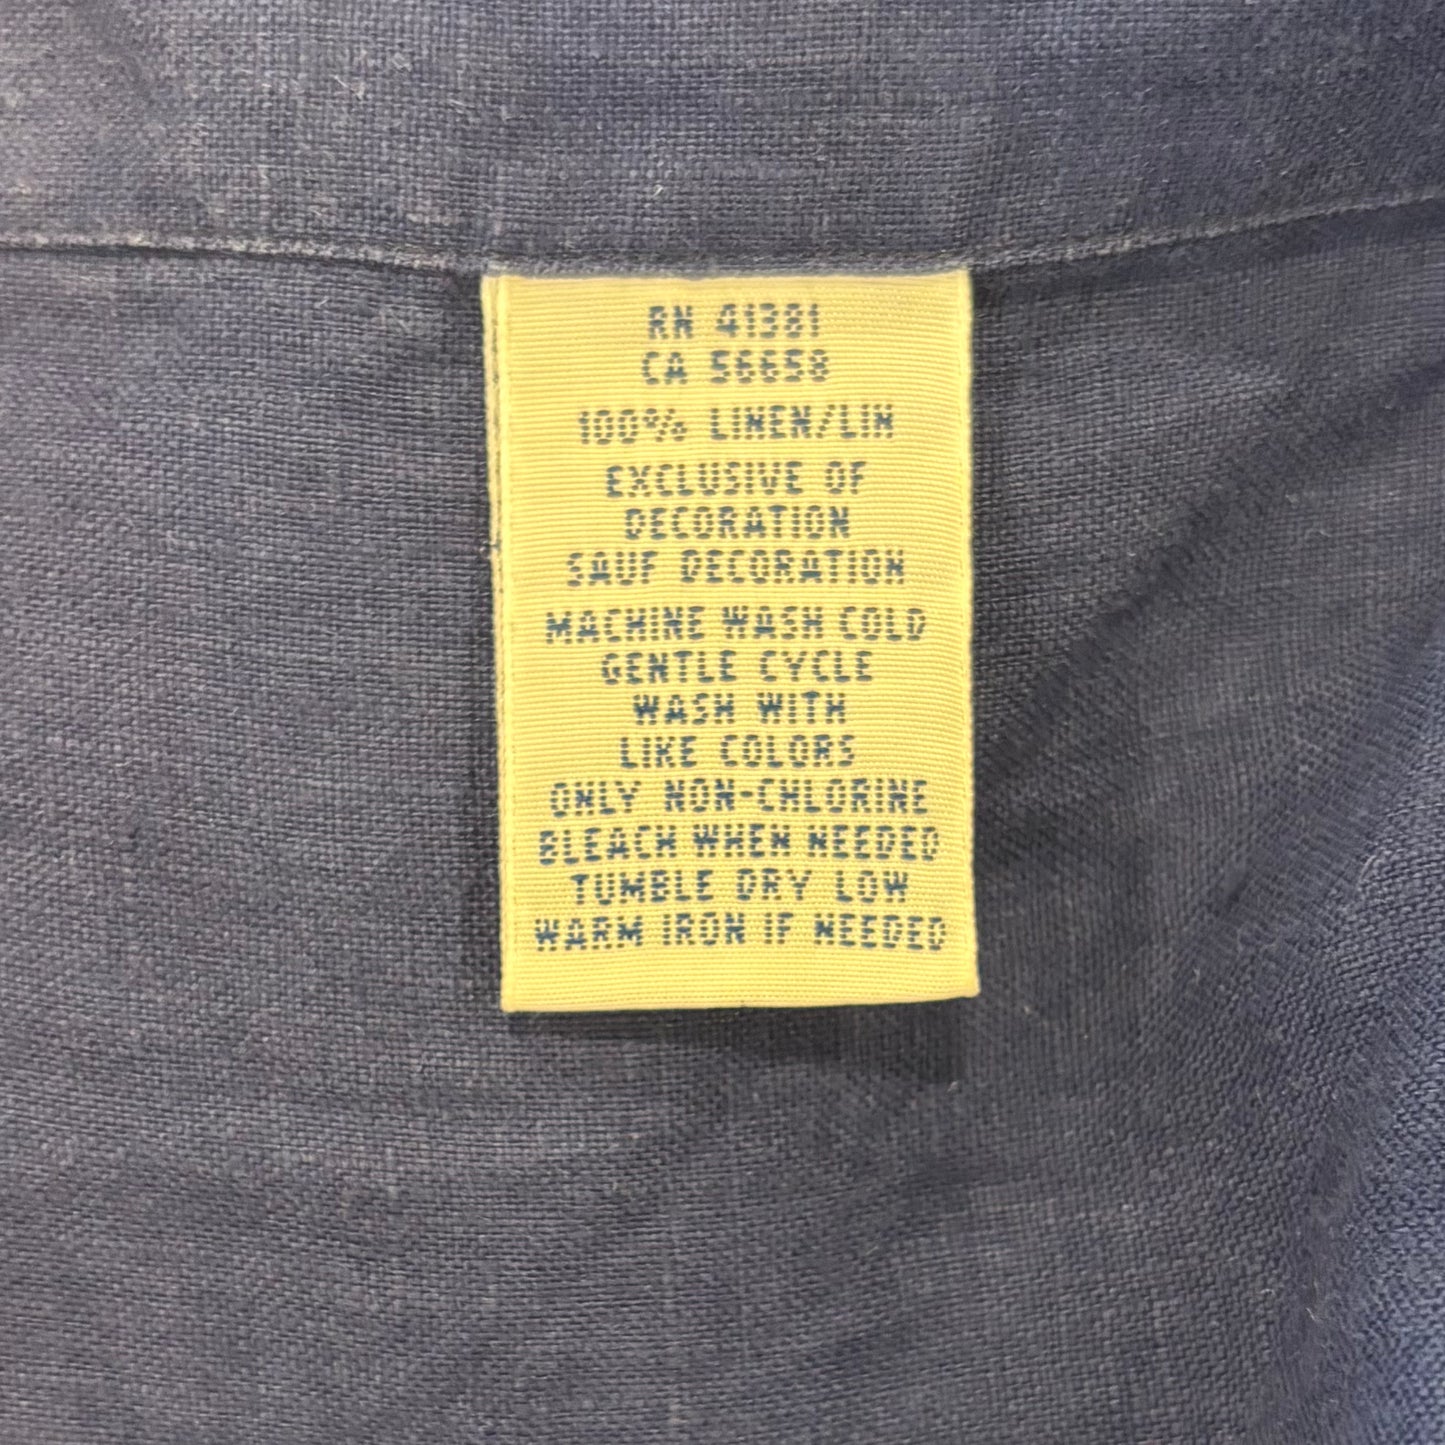 RN 41381
CA 56658
100% LINEN/LIN
EXCLUSIVE OF
DECORATION
SAUF DECORATION
MACHINE WASH COLD
GENTLE CYCLE
WASH WITH
LIKE COLORS
ONLY NON-CHLORINE
BLEACH WHEN NEEDED
TUMBLE DRY LOW
WARM IRON IF NEEDED